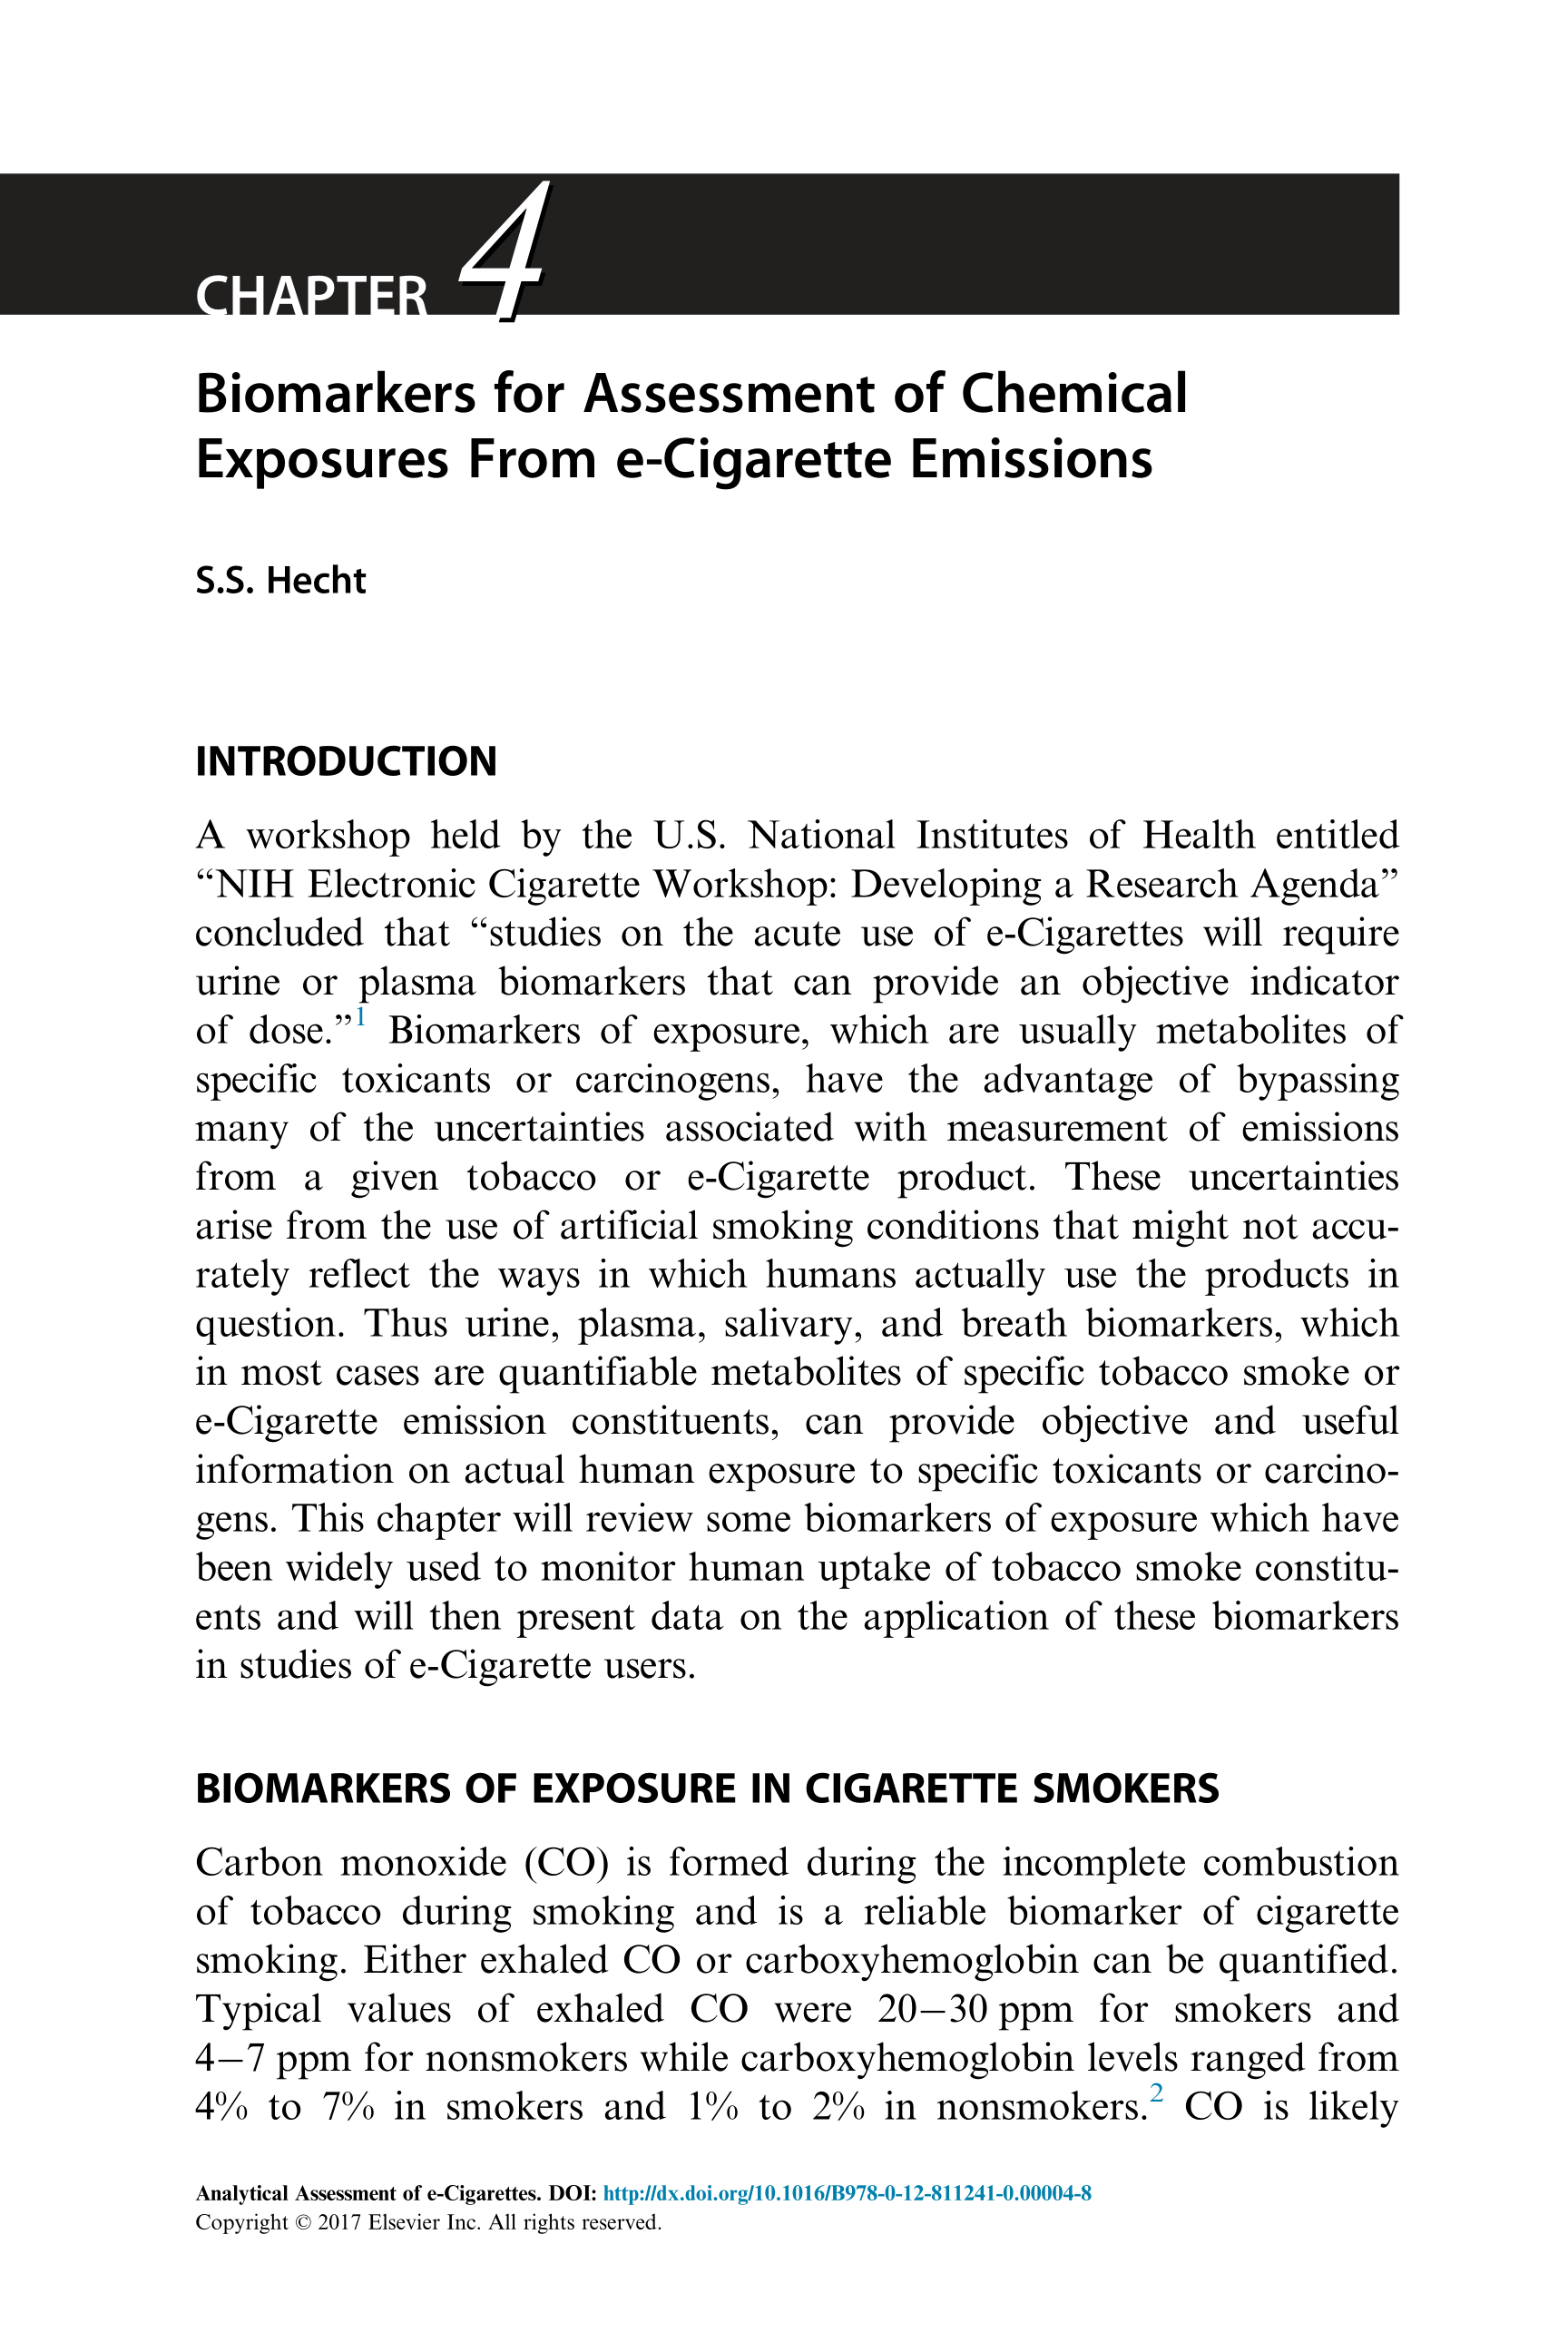 CHAPTER 4
Biomarkers for Assessment of Chemical
Exposures From e-Cigarette Emissions
S.S. Hecht
INTRODUCTION
A workshop held by the U.S. National Institutes of Health entitled
“NIH Electronic Cigarette Workshop: Developing a Research Agenda”
concluded that “studies on the acute use of e-Cigarettes will require
urine or plasma biomarkers that can provide an objective indicator
of dose.”1 Biomarkers of exposure, which are usually metabolites of
specific toxicants or carcinogens, have the advantage of bypassing
many of the uncertainties associated with measurement of emissions
from a given tobacco or e-Cigarette product. These uncertainties
arise from the use of artificial smoking conditions that might not accu-
rately reflect the ways in which humans actually use the products in
question. Thus urine, plasma, salivary, and breath biomarkers, which
in most cases are quantifiable metabolites of specific tobacco smoke or
e-Cigarette emission constituents, can provide objective and useful
information on actual human exposure to specific toxicants or carcino-
gens. This chapter will review some biomarkers of exposure which have
been widely used to monitor human uptake of tobacco smoke constitu-
ents and will then present data on the application of these biomarkers
in studies of e-Cigarette users.
BIOMARKERS OF EXPOSURE IN CIGARETTE SMOKERS
Carbon monoxide (CO) is formed during the incomplete combustion
of tobacco during smoking and is a reliable biomarker of cigarette
smoking. Either exhaled CO or carboxyhemoglobin can be quantified.
Typical values of exhaled CO were 20–30 ppm for smokers and
4–7 ppm for nonsmokers while carboxyhemoglobin levels ranged from
4% to 7% in smokers and 1% to 2% in nonsmokers.2 CO is likely
Analytical Assessment of e-Cigarettes. DOI: http://dx.doi.org/10.1016/B978-0-12-811241-0.00004-8
Copyright © 2017 Elsevier Inc. All rights reserved.